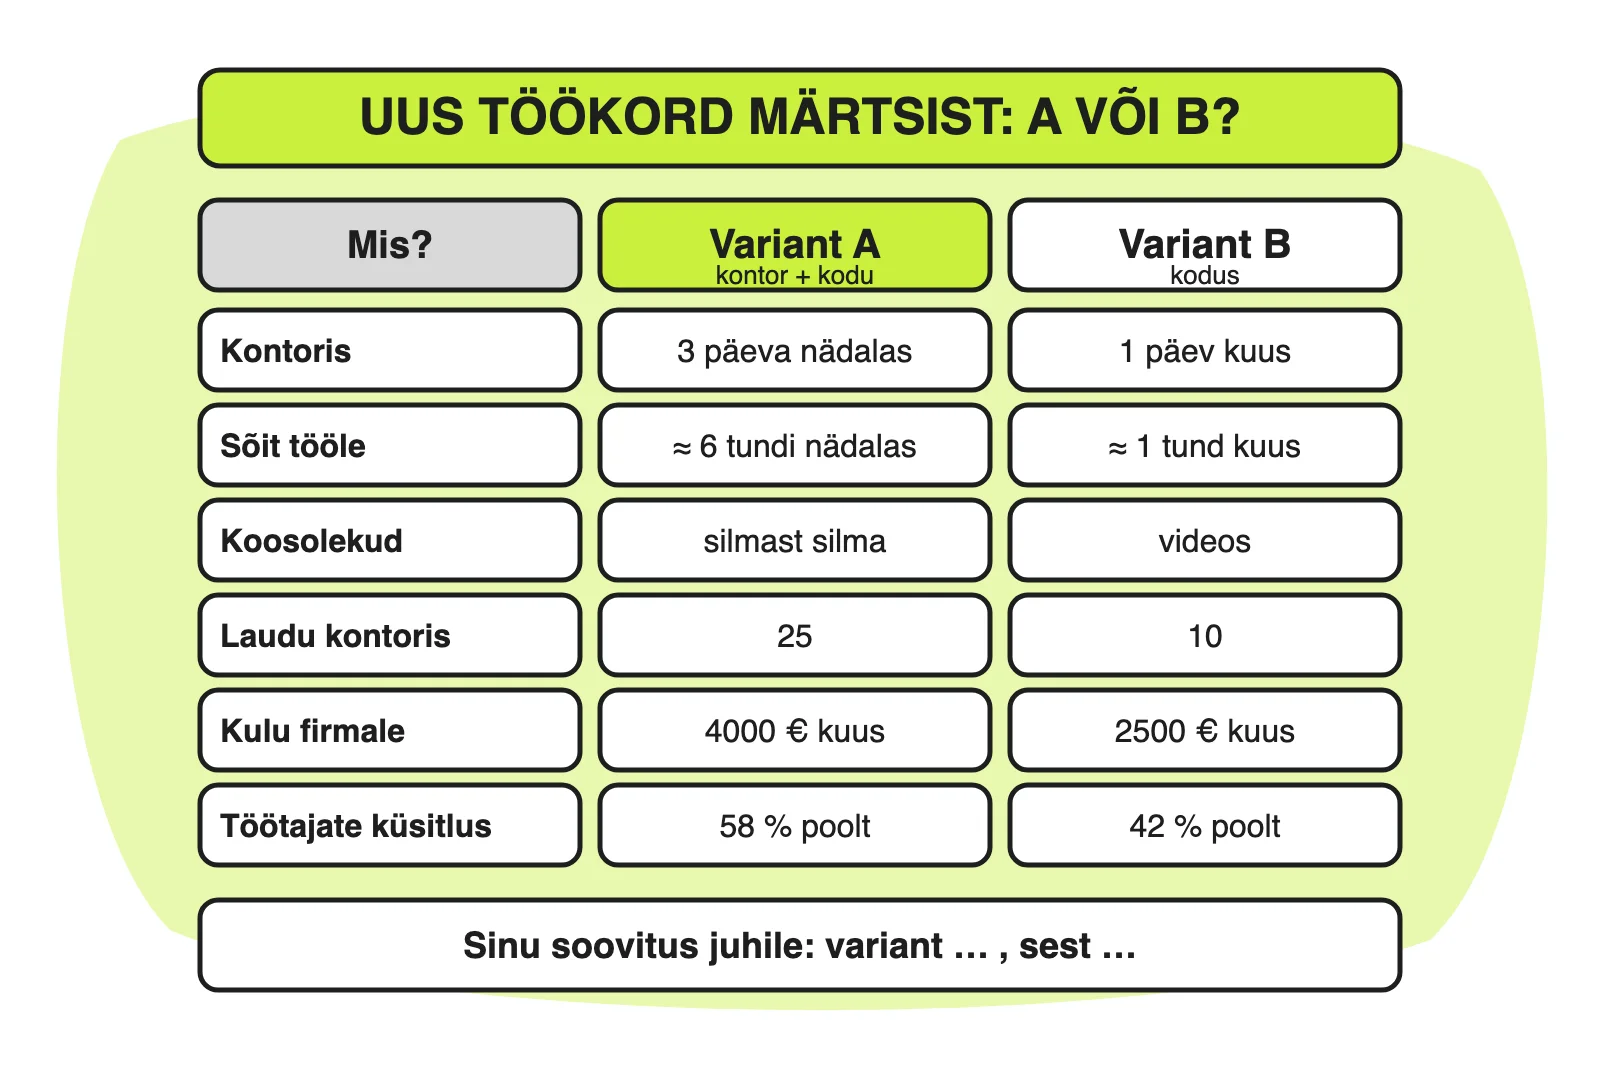 UUS TÖÖKORD MÄRTSIST: A VÕI B?
Mis?
Variant A
kontor + kodu
Variant B
kodus
Kontoris
3 päeva nädalas
1 päev kuus
Sõit tööle
≈ 6 tundi nädalas
≈ 1 tund kuus
Koosolekud
silmast silma
videos
Laudu kontoris
25
10
Kulu firmale
4000 € kuus
2500 € kuus
Töötajate küsitlus
58 % poolt
42 % poolt
Sinu soovitus juhile: variant … , sest …